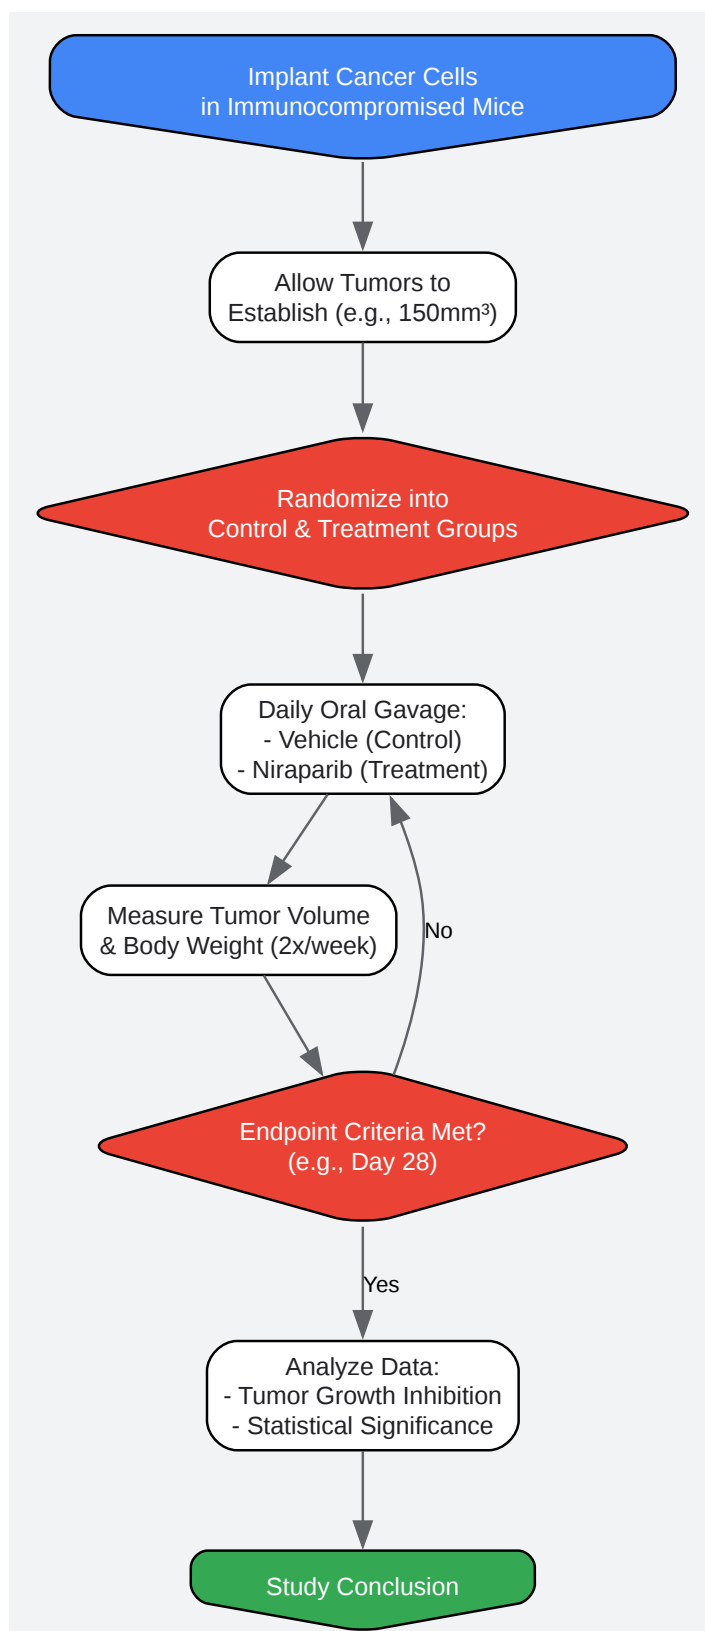 Implant Cancer Cells
in Immunocompromised Mice
Allow Tumors to
Establish (e.g., 150mm³)
Randomize into
Control & Treatment Groups
Daily Oral Gavage:
- Vehicle (Control)
- Niraparib (Treatment)
Measure Tumor Volume
& Body Weight (2x/week)
No
Endpoint Criteria Met?
(e.g., Day 28)
Yes
Analyze Data:
- Tumor Growth Inhibition
- Statistical Significance
Study Conclusion